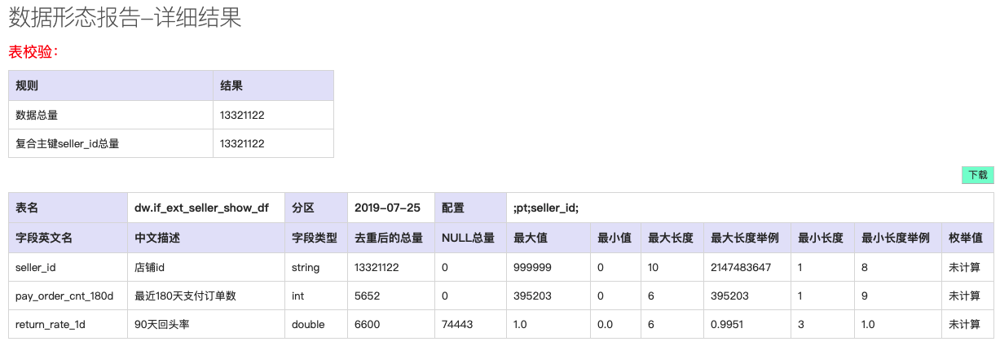 数据形态报告–详细结果
表校验：
规则 结果
数据总量 13321122
复合主键seller_id总量 13321122
下载
表名 dw.if_ext_seller_show_df 分区 2019-07-25 配置 ;pt;seller_id;
字段英文名 中文描述 字段类型 去重后的总量 NULL总量 最大值 最小值 最大长度 最大长度举例 最小长度 最小长度举例 枚举值
seller_id 店铺id string 13321122 0 999999 0 10 2147483647 1 8 未计算
pay_order_cnt_180d 最近180天支付订单数 int 5652 0 395203 0 6 395203 1 9 未计算
return_rate_1d 90天回头率 double 6600 74443 1.0 0.0 6 0.9951 3 1.0 未计算